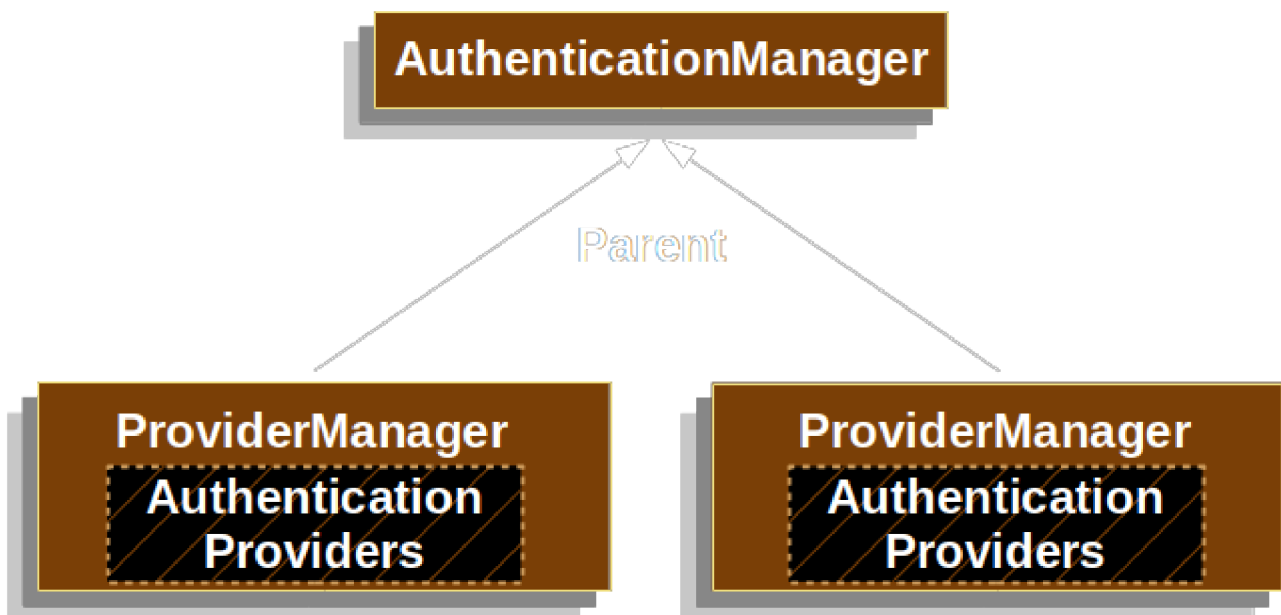 AuthenticationManager
Parent
ProviderManager
Authentication
Providers
ProviderManager
Authentication
Providers